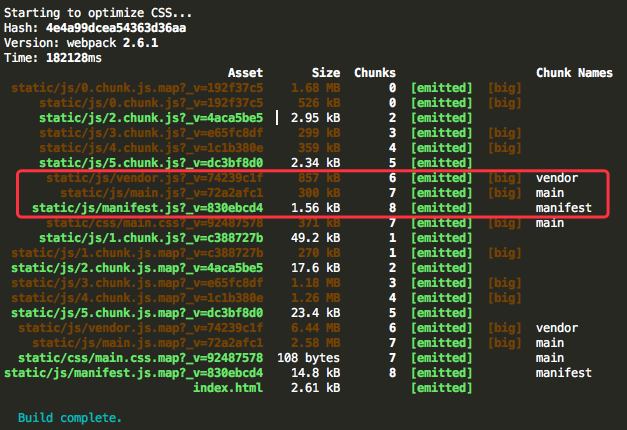 Starting to optimize CSS...
Hash: 4e4a99dcea54363d36aa
Version: webpack 2.6.1
Time: 182128ms
Asset Size Chunks Chunk Names
static/js/0.chunk.js.map?_v=192f37c5 1.68 MB 0 [emitted] [big]
static/js/0.chunk.js?_v=192f37c5 526 kB 0 [emitted] [big]
static/js/2.chunk.js?_v=4aca5be5 2.95 kB 2 [emitted]
static/js/3.chunk.js?_v=e65fc8df 299 kB 3 [emitted] [big]
static/js/4.chunk.js?_v=1c1b380e 359 kB 4 [emitted] [big]
static/js/5.chunk.js?_v=dc3bf8d0 2.34 kB 5 [emitted]
static/js/vendor.js?_v=74239c1f 857 kB 6 [emitted] [big] vendor
static/js/main.js?_v=72a2afc1 300 kB 7 [emitted] [big] main
static/js/manifest.js?_v=830ebcd4 1.56 kB 8 [emitted] manifest
static/css/main.css?_v=92487578 371 kB 7 [emitted] [big] main
static/js/1.chunk.js?_v=c388727b 49.2 kB 1 [emitted]
static/js/1.chunk.js.map?_v=c388727b 270 kB 1 [emitted] [big]
static/js/2.chunk.js.map?_v=4aca5be5 17.6 kB 2 [emitted]
static/js/3.chunk.js.map?_v=e65fc8df 1.18 MB 3 [emitted] [big]
static/js/4.chunk.js.map?_v=1c1b380e 1.26 MB 4 [emitted] [big]
static/js/5.chunk.js.map?_v=dc3bf8d0 23.4 kB 5 [emitted]
static/js/vendor.js.map?_v=74239c1f 6.44 MB 6 [emitted] [big] vendor
static/js/main.js.map?_v=72a2afc1 2.58 MB 7 [emitted] [big] main
static/css/main.css.map?_v=92487578 108 bytes 7 [emitted] main
static/js/manifest.js.map?_v=830ebcd4 14.8 kB 8 [emitted] manifest
index.html 2.61 kB [emitted]
Build complete.